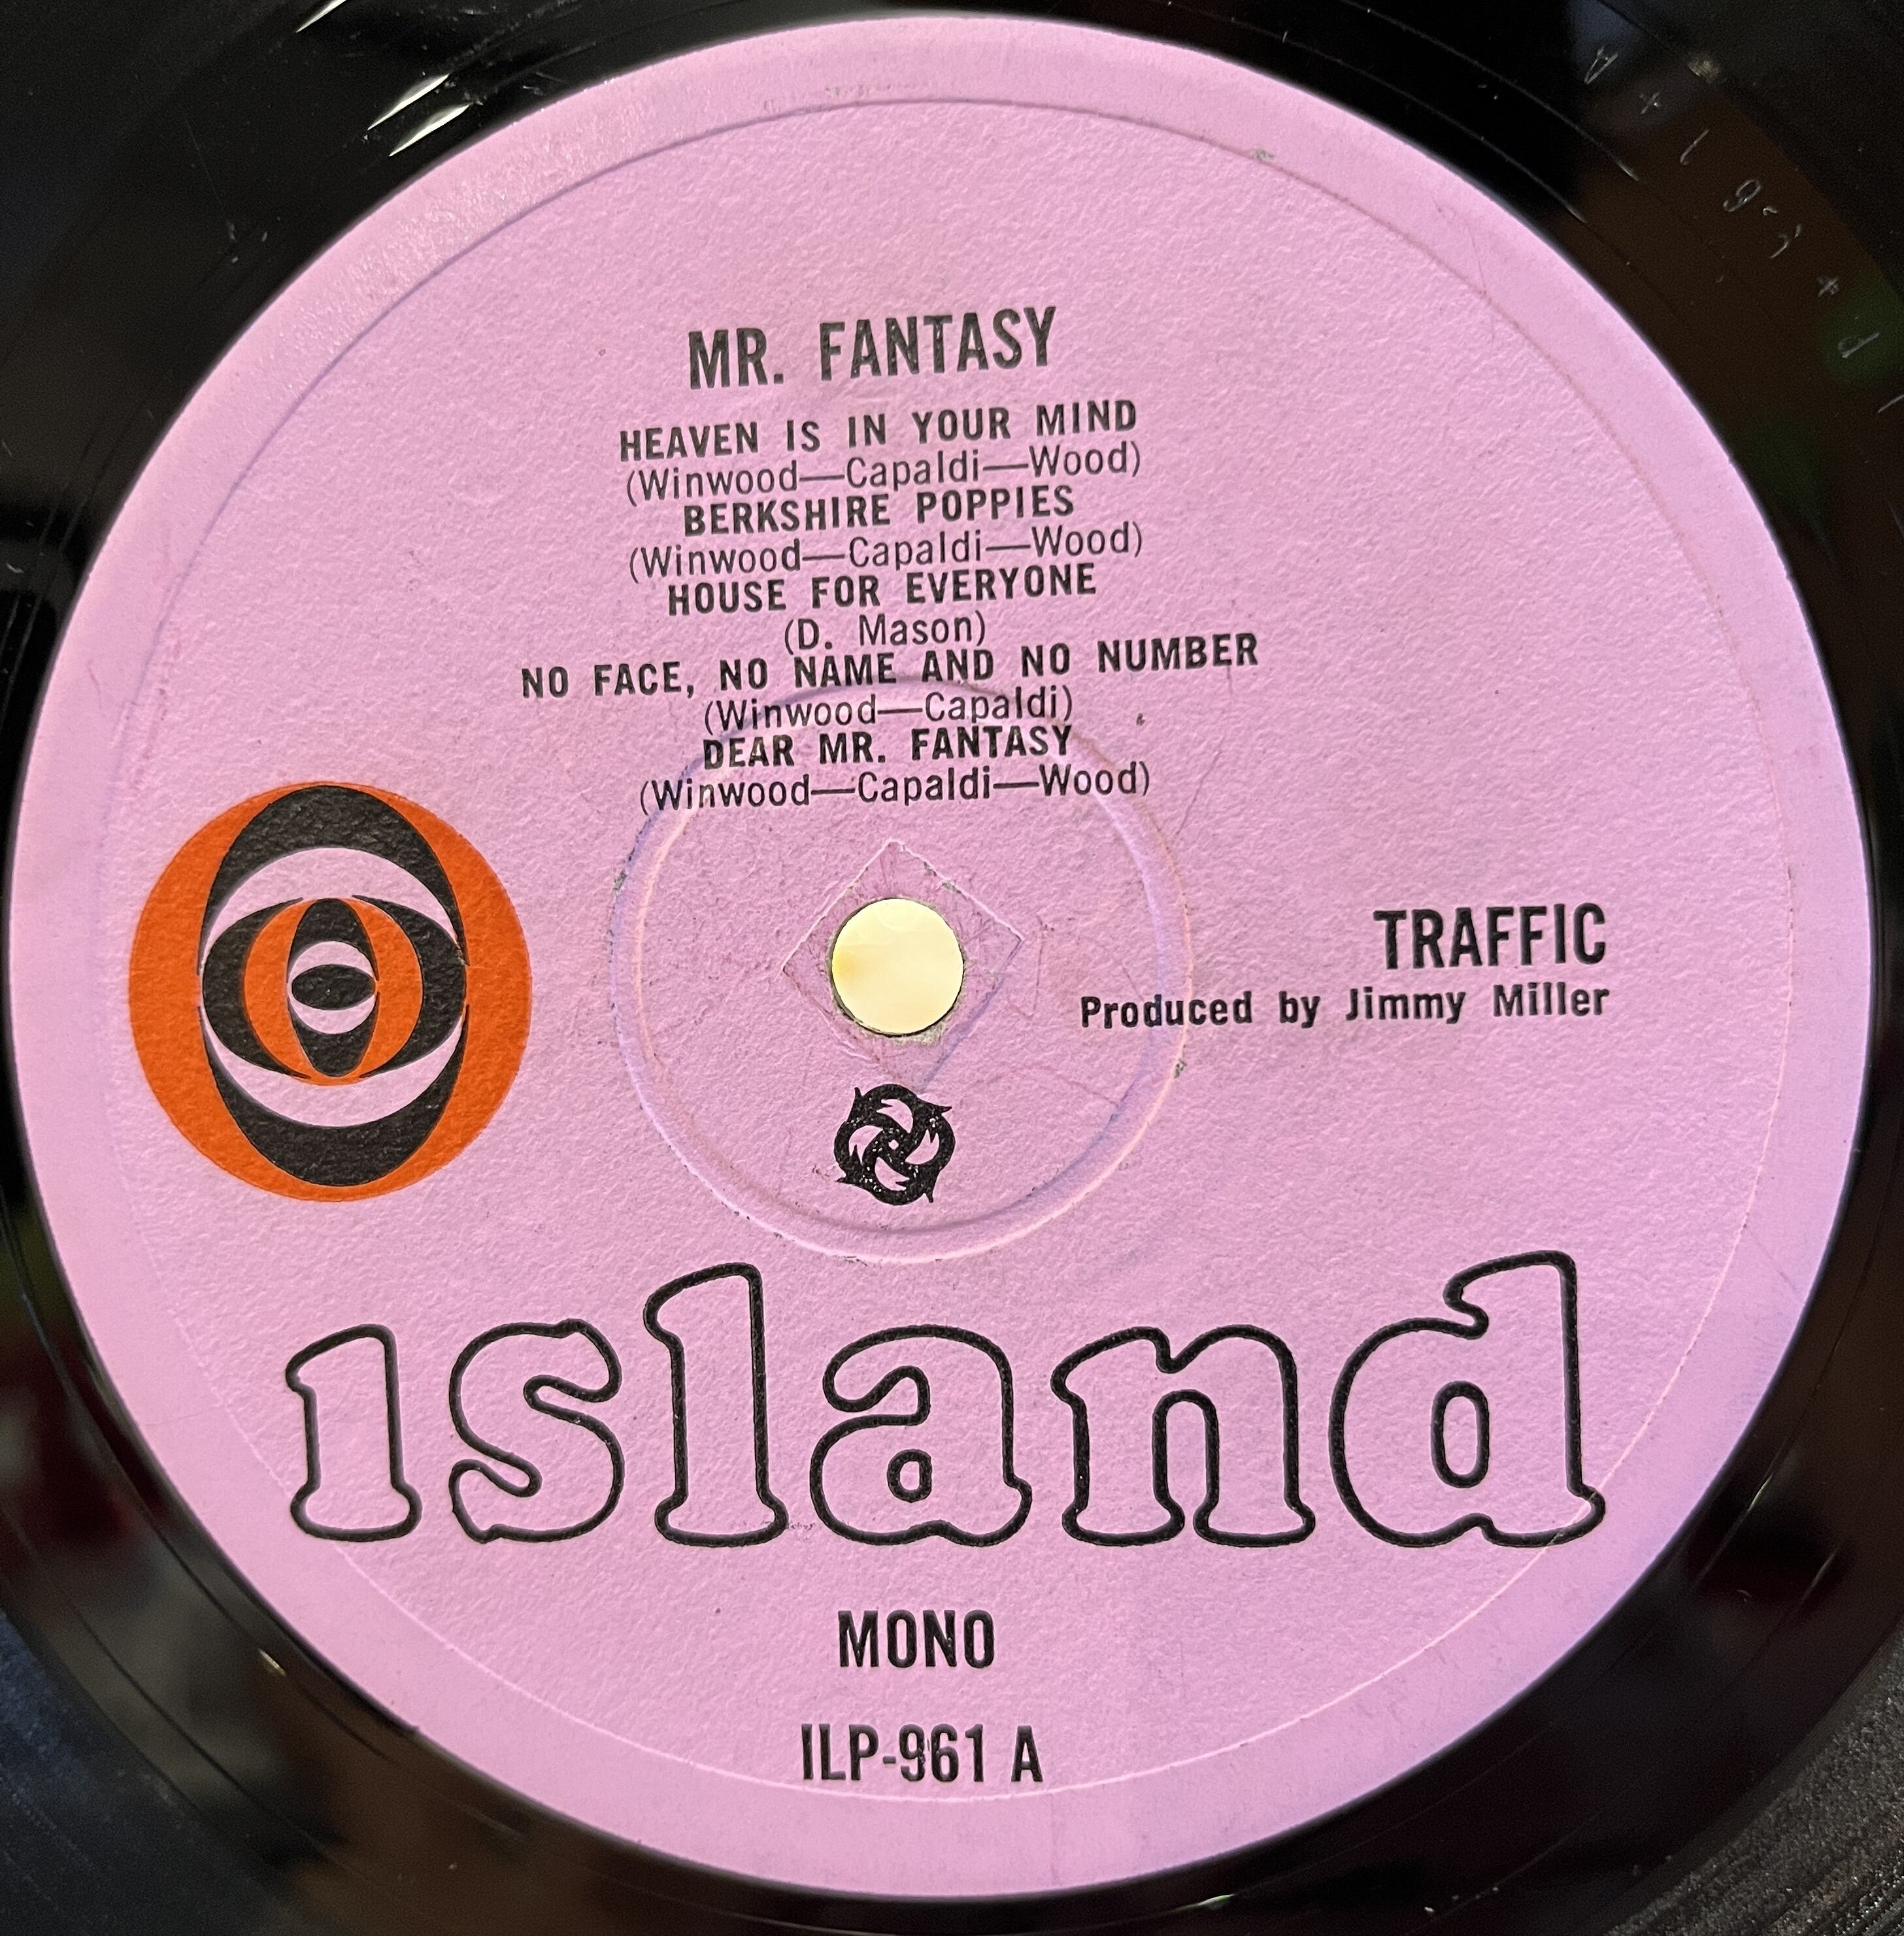 MR. FANTASY
HEAVEN IS IN YOUR MIND
(Winwood—Capaldi—Wood)
BERKSHIRE POPPIES
(Winwood—Capaldi—Wood)
HOUSE FOR EVERYONE
(D. Mason)
NO FACE, NO NAME AND NO NUMBER
(Winwood—Capaldi)
DEAR MR. FANTASY
(Winwood—Capaldi—Wood)
TRAFFIC
Produced by Jimmy Miller
island
MONO
ILP-961 A